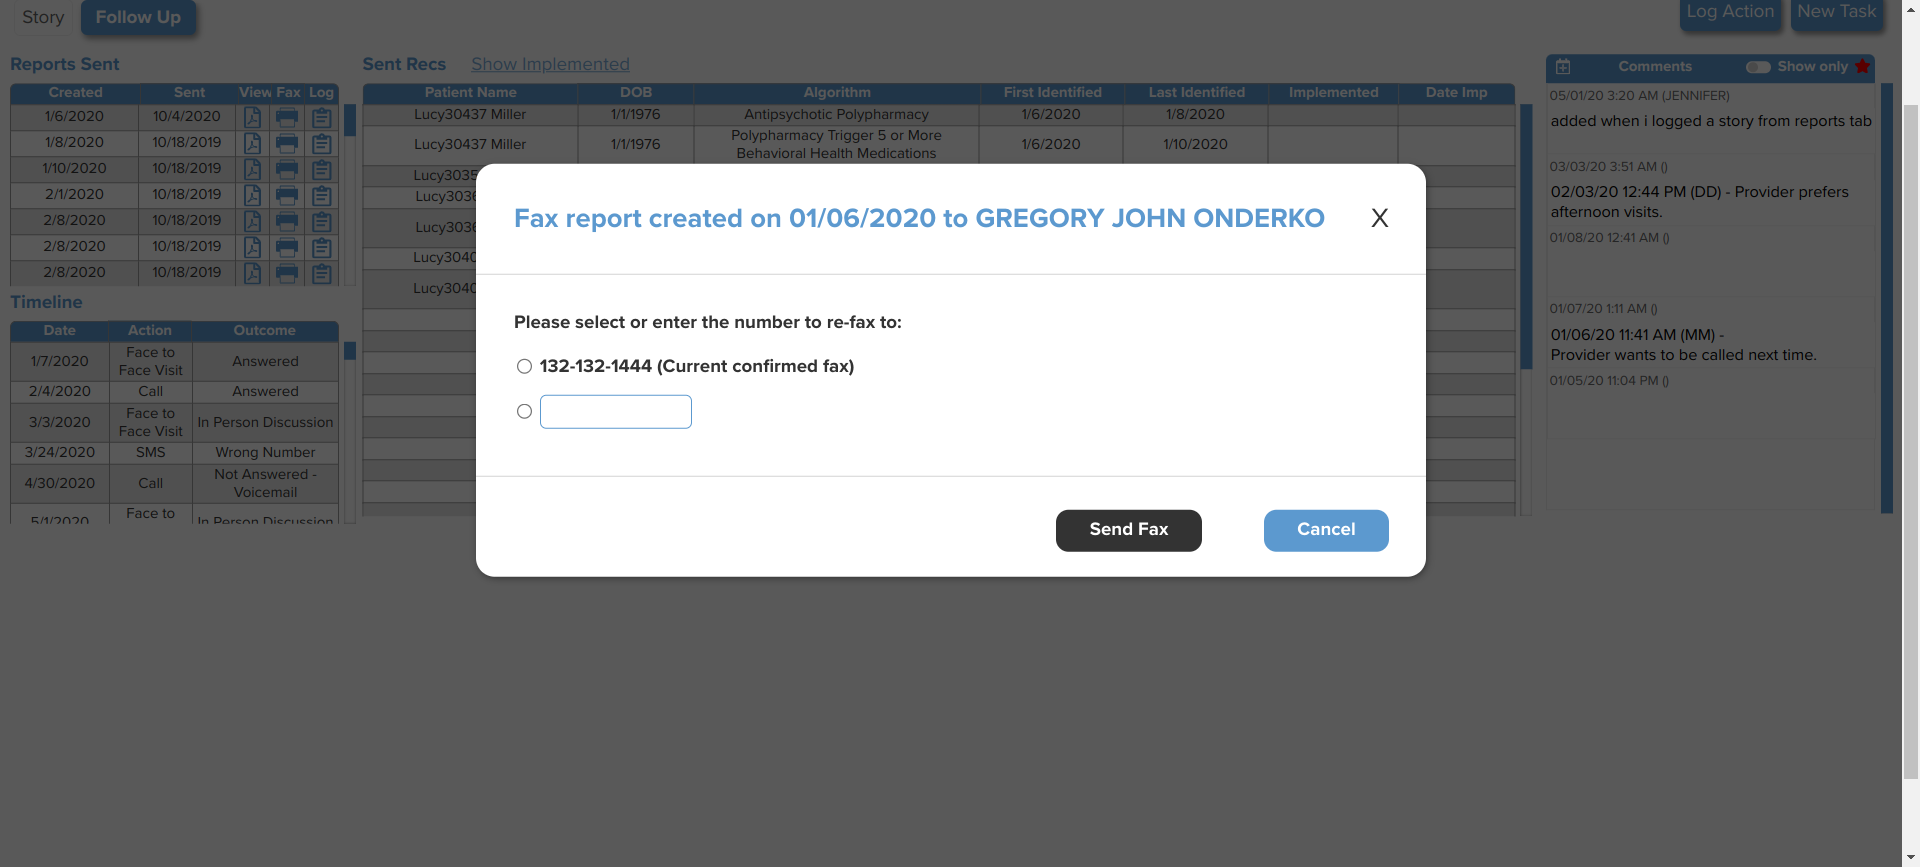 Story
Follow Up
Log Action
New Task
Reports Sent
Created Sent View Fax Log
1/6/2020 10/4/2020
1/8/2020 10/18/2019
1/10/2020 10/18/2019
2/1/2020 10/18/2019
2/8/2020 10/18/2019
2/8/2020 10/18/2019
2/8/2020 10/18/2019
Timeline
Date Action Outcome
1/7/2020 Face to Face Visit Answered
2/4/2020 Call Answered
3/3/2020 Face to Face Visit In Person Discussion
3/24/2020 SMS Wrong Number
4/30/2020 Call Not Answered - Voicemail
5/1/2020 Face to In Person Discussion
Sent Recs Show Implemented
Patient Name DOB Algorithm First Identified Last Identified Implemented Date Imp
Lucy30437 Miller 1/1/1976 Antipsychotic Polypharmacy 1/6/2020 1/8/2020
Lucy30437 Miller 1/1/1976 Polypharmacy Trigger 5 or More Behavioral Health Medications 1/6/2020 1/10/2020
Lucy3035
Lucy3036
Lucy3036
Lucy3040
Lucy3040
Fax report created on 01/06/2020 to GREGORY JOHN ONDERKO
X
Please select or enter the number to re-fax to:
132-132-1444 (Current confirmed fax)
Send Fax
Cancel
Comments Show only
05/01/20 3:20 AM (JENNIFER)
added when i logged a story from reports tab
03/03/20 3:51 AM ()
02/03/20 12:44 PM (DD) - Provider prefers
afternoon visits.
01/08/20 12:41 AM ()
01/07/20 1:11 AM ()
01/06/20 11:41 AM (MM) -
Provider wants to be called next time.
01/05/20 11:04 PM ()